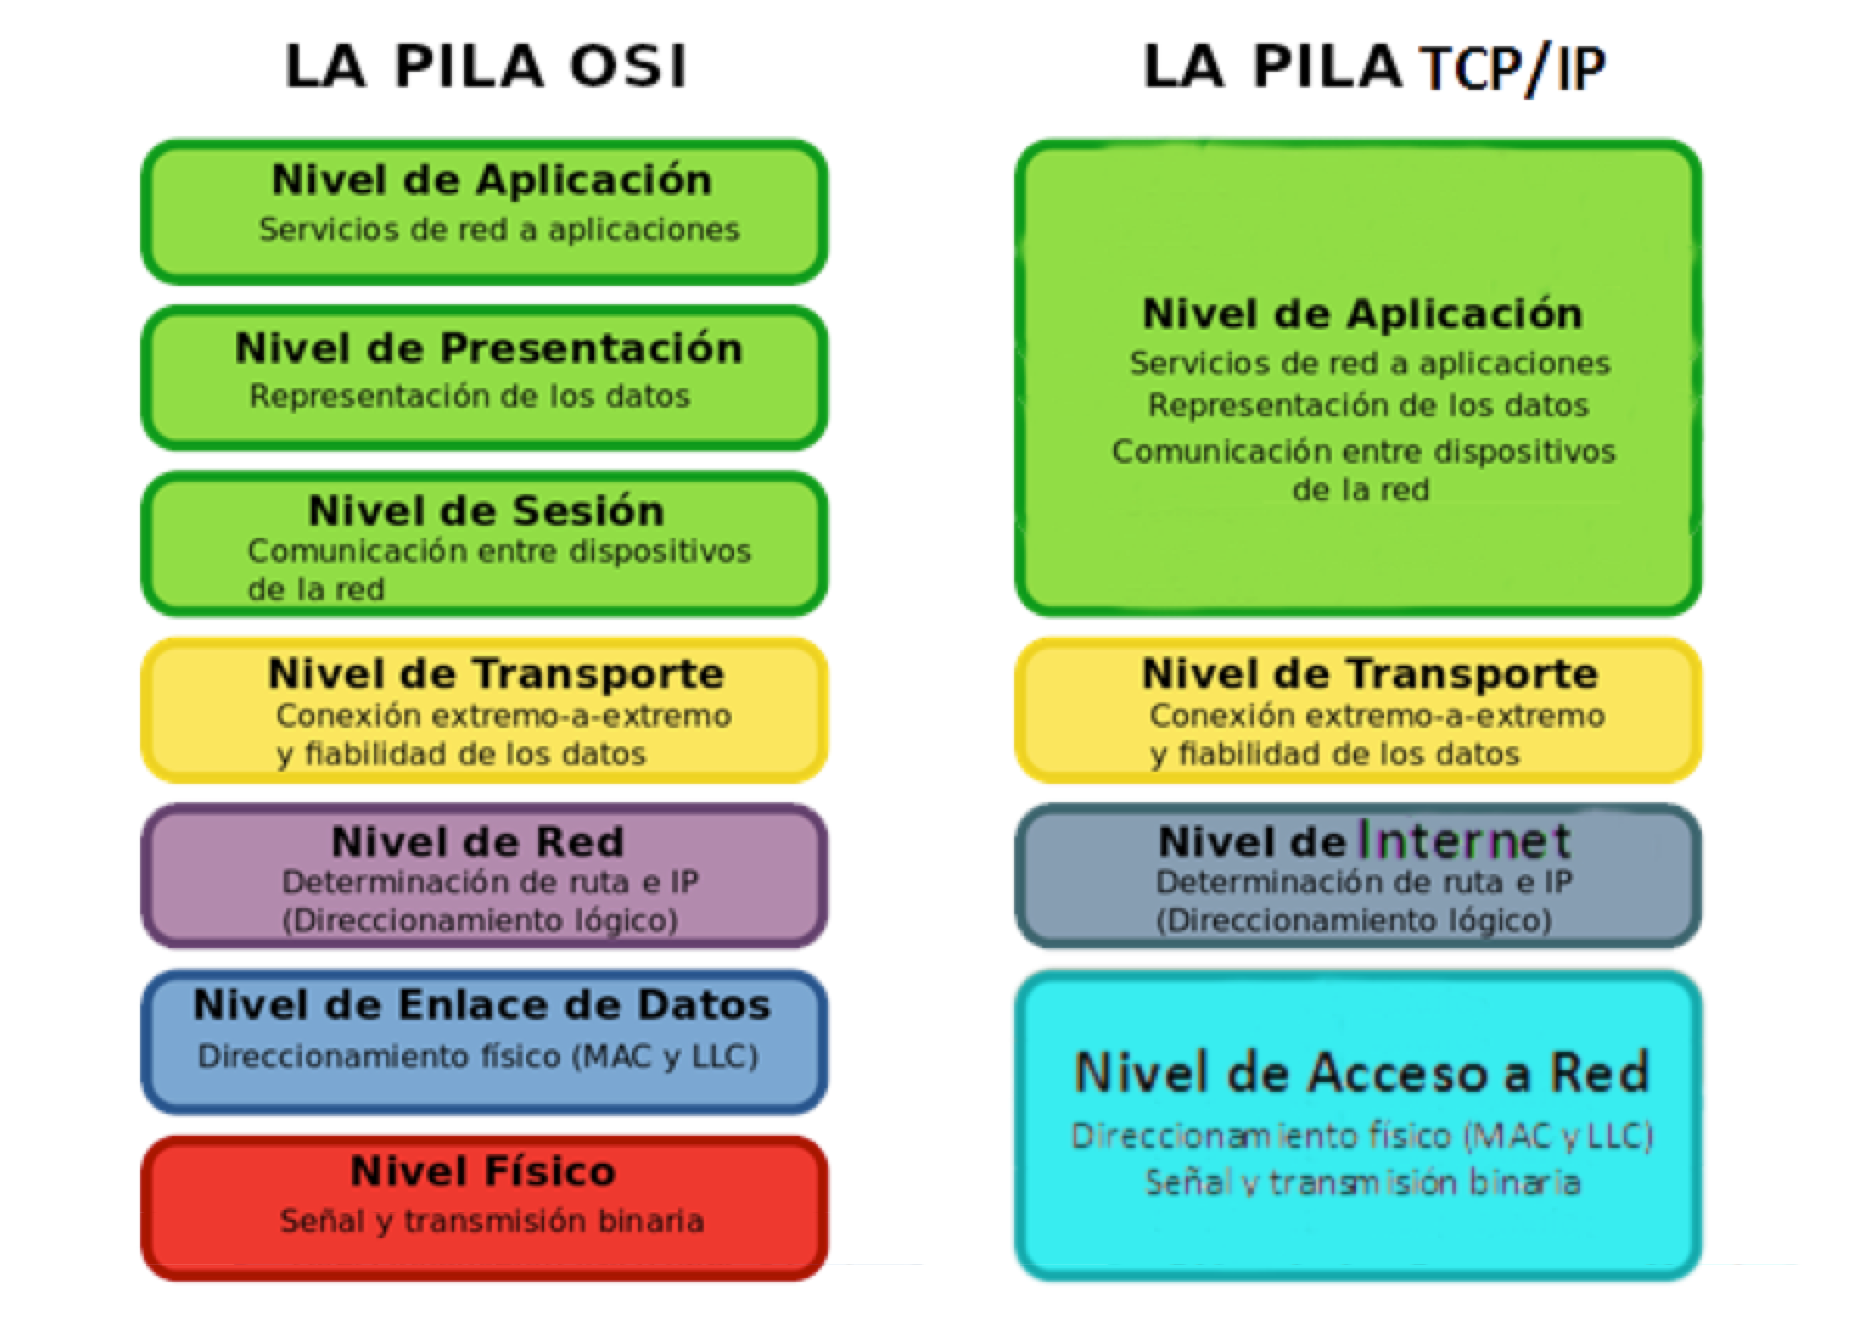 LA PILA OSI
Nivel de Aplicación
Servicios de red a aplicaciones
Nivel de Presentación
Representación de los datos
Nivel de Sesión
Comunicación entre dispositivos
de la red
Nivel de Transporte
Conexión extremo-a-extremo
y fiabilidad de los datos
Nivel de Red
Determinación de ruta e IP
(Direccionamiento lógico)
Nivel de Enlace de Datos
Direccionamiento físico (MAC y LLC)
Nivel Físico
Señal y transmisión binaria
LA PILA TCP/IP
Nivel de Aplicación
Servicios de red a aplicaciones
Representación de los datos
Comunicación entre dispositivos
de la red
Nivel de Transporte
Conexión extremo-a-extremo
y fiabilidad de los datos
Nivel de Internet
Determinación de ruta e IP
(Direccionamiento lógico)
Nivel de Acceso a Red
Direccionamiento físico (MAC y LLC)
Señal y transmisión binaria